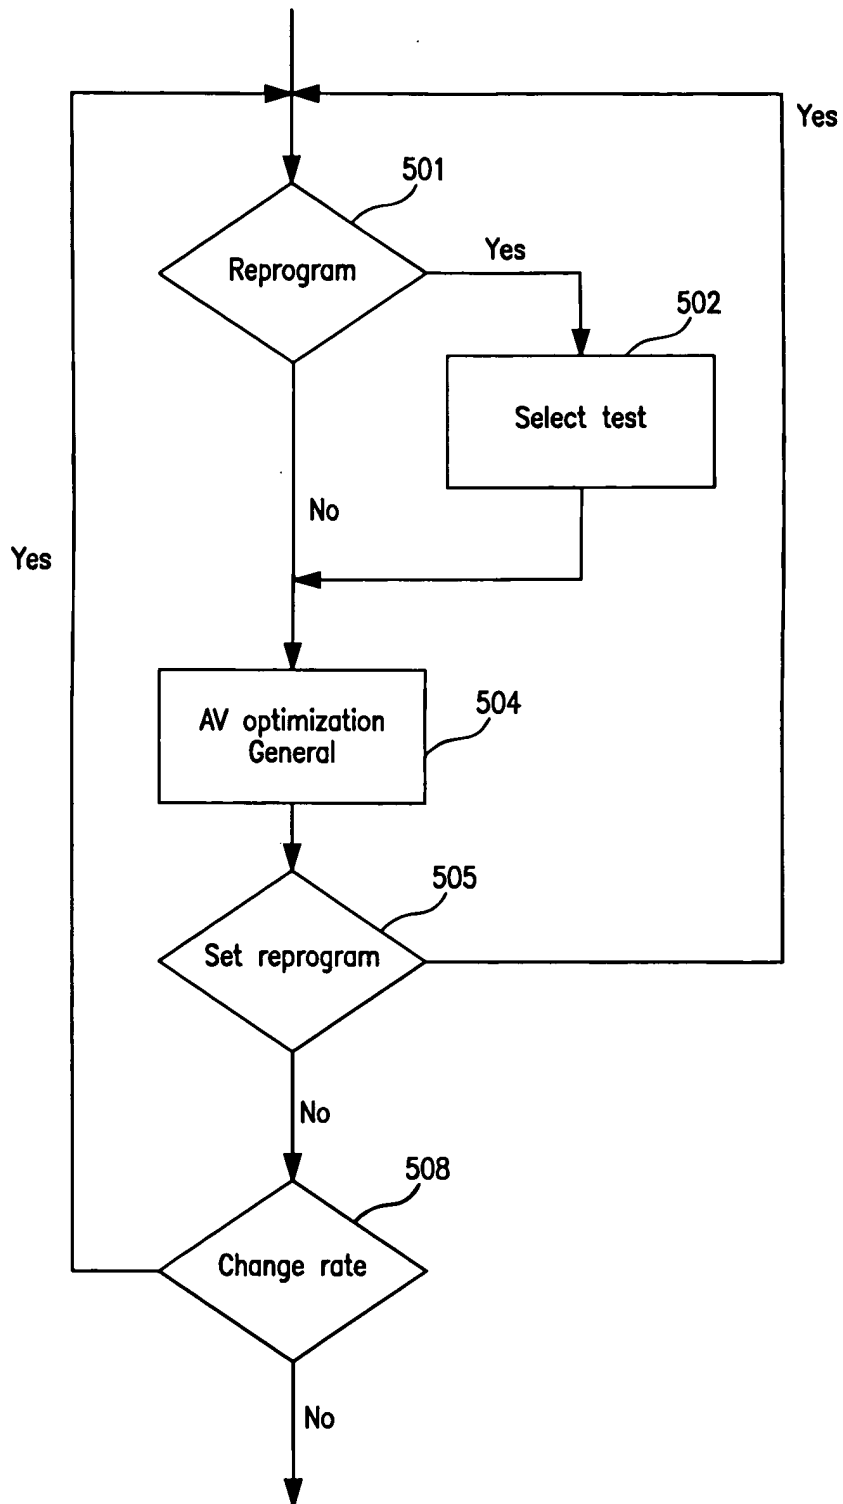 Yes
501
Reprogram
Yes
502
Select test
No
Yes
AV optimization
General
504
505
Set reprogram
No
508
Change rate
No